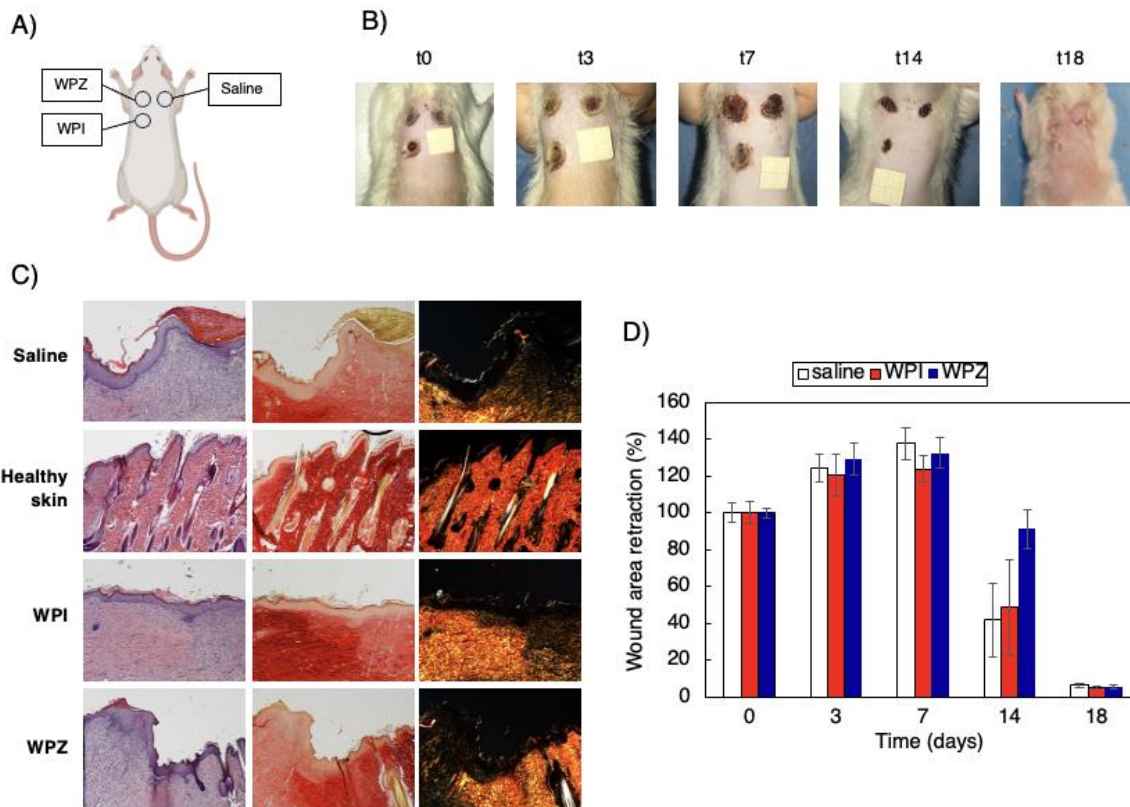 A)
WPZ
Saline
WPI
B)
t0
t3
t7
t14
t18
C)
Saline
Healthy
skin
WPI
WPZ
D)
saline WPI WPZ
Wound area retraction (%)
160
140
120
100
80
60
40
20
0
0 3 7 14 18
Time (days)